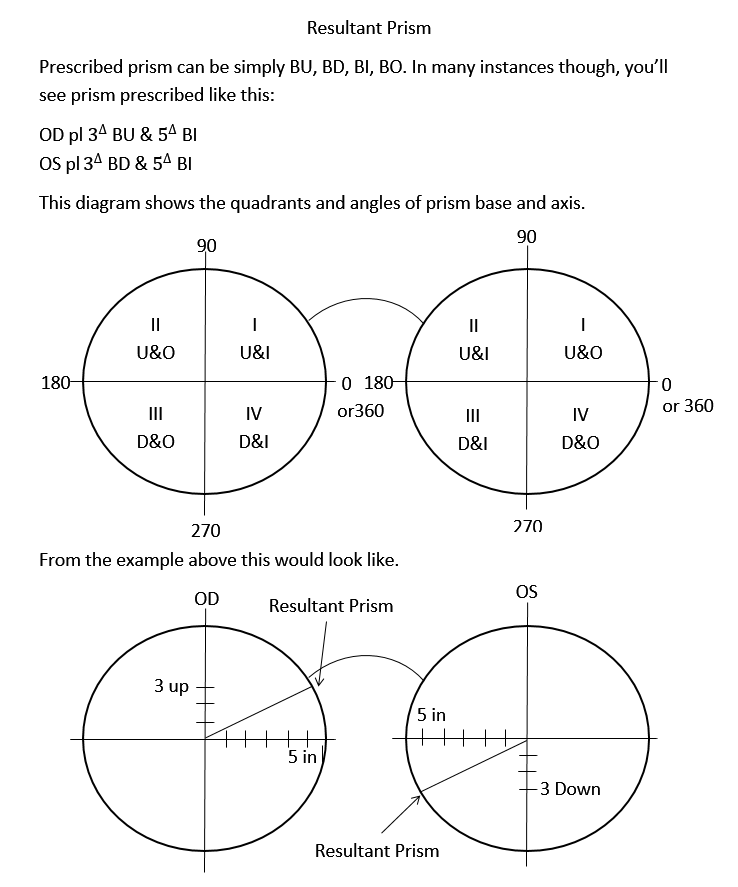 Resultant Prism
Prescribed prism can be simply BU, BD, BI, BO. In many instances though, you’ll
see prism prescribed like this:
OD pl 3^Δ BU & 5^Δ BI
OS pl 3^Δ BD & 5^Δ BI
This diagram shows the quadrants and angles of prism base and axis.
90 90
II I II I
U&O U&I U&I U&O
180 0 180 0
or360 or 360
III IV III IV
D&O D&I D&I D&O
270 270
From the example above this would look like.
OD Resultant Prism OS
3 up
5 in
5 in
3 Down
Resultant Prism